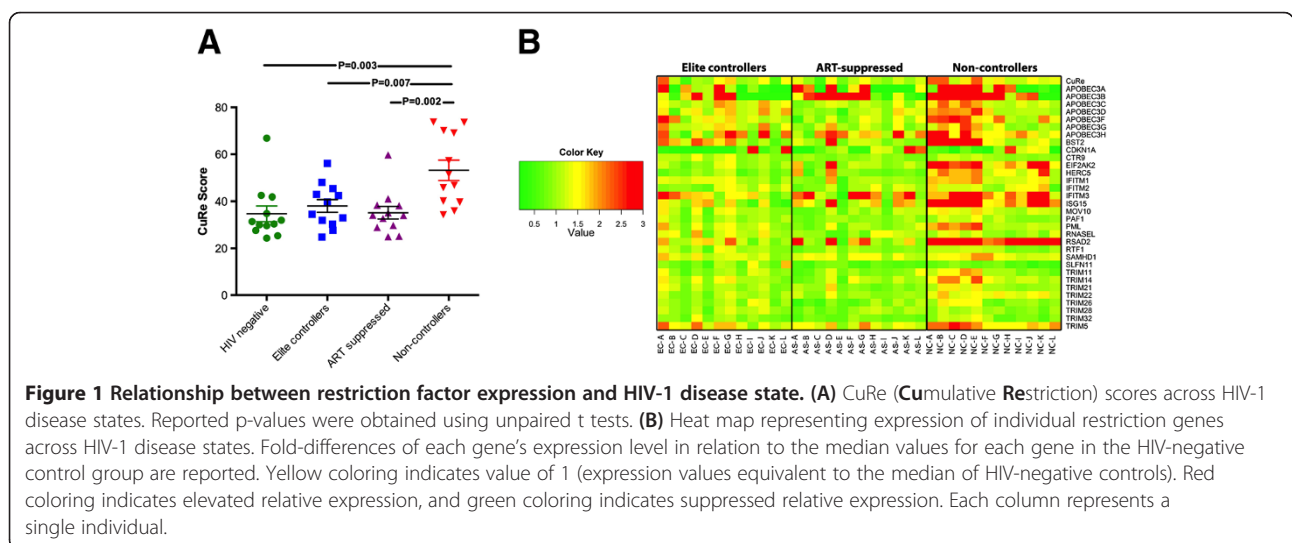 A
B
P=0.003
P=0.007
P=0.002
CuRe Score
80
60
40
20
0
HIV negative
Elite controllers
ART suppressed
Non-controllers
Color Key
0.5 1 1.5 2 2.5 3
Value
Elite controllers ART-suppressed Non-controllers
CuRe
APOBEC3A
APOBEC3B
APOBEC3C
APOBEC3D
APOBEC3F
APOBEC3G
APOBEC3H
BST2
CDKN1A
CTR9
EIF2AK2
HERC5
IFITM1
IFITM2
IFITM3
ISG15
MOV10
PAF1
PML
RNASEL
RSAD2
RTF1
SAMHD1
SLFN11
TRIM11
TRIM14
TRIM21
TRIM22
TRIM26
TRIM28
TRIM32
TRIM5
EC-A
EC-B
EC-C
EC-D
EC-E
EC-F
EC-G
EC-H
EC-I
EC-J
EC-K
EC-L
AS-A
AS-B
AS-C
AS-D
AS-E
AS-F
AS-G
AS-H
AS-I
AS-J
AS-K
AS-L
NC-A
NC-B
NC-C
NC-D
NC-E
NC-F
NC-G
NC-H
NC-I
NC-J
NC-K
NC-L
Figure 1 Relationship between restriction factor expression and HIV-1 disease state. (A) CuRe (Cumulative Restriction) scores across HIV-1
disease states. Reported p-values were obtained using unpaired t tests. (B) Heat map representing expression of individual restriction genes
across HIV-1 disease states. Fold-differences of each gene's expression level in relation to the median values for each gene in the HIV-negative
control group are reported. Yellow coloring indicates value of 1 (expression values equivalent to the median of HIV-negative controls). Red
coloring indicates elevated relative expression, and green coloring indicates suppressed relative expression. Each column represents a
single individual.